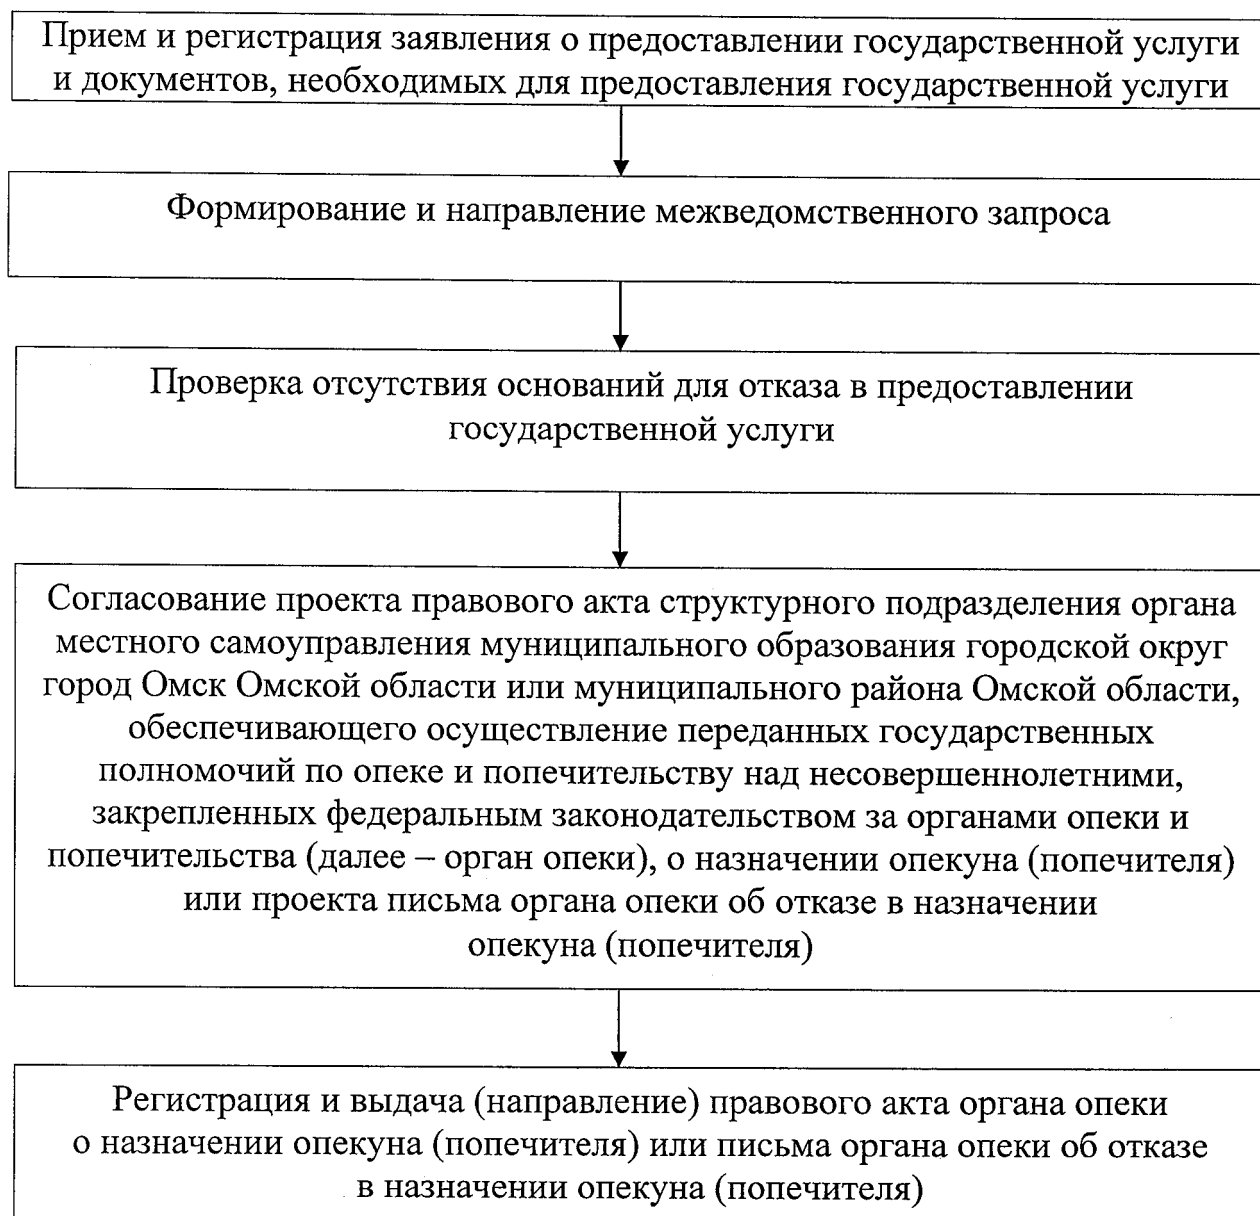 Прием и регистрация заявления о предоставлении государственной услуги
и документов, необходимых для предоставления государственной услуги
Формирование и направление межведомственного запроса
Проверка отсутствия оснований для отказа в предоставлении
государственной услуги
Согласование проекта правового акта структурного подразделения органа
местного самоуправления муниципального образования городской округ
город Омск Омской области или муниципального района Омской области,
обеспечивающего осуществление переданных государственных
полномочий по опеке и попечительству над несовершеннолетними,
закрепленных федеральным законодательством за органами опеки и
попечительства (далее – орган опеки), о назначении опекуна (попечителя)
или проекта письма органа опеки об отказе в назначении
опекуна (попечителя)
Регистрация и выдача (направление) правового акта органа опеки
о назначении опекуна (попечителя) или письма органа опеки об отказе
в назначении опекуна (попечителя)